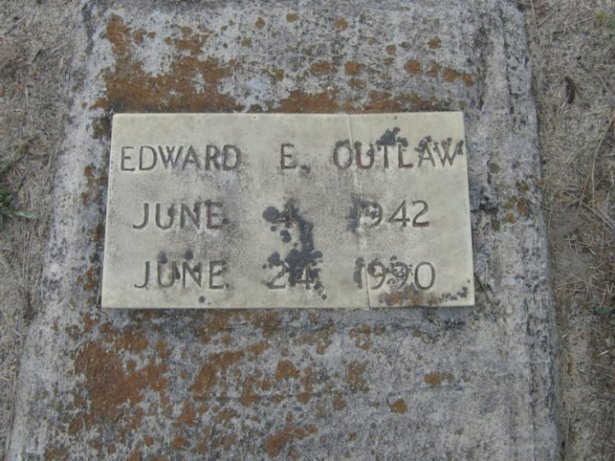 EDWARD E. OUTLAW
JUNE 4, 1942
JUNE 24, 1990